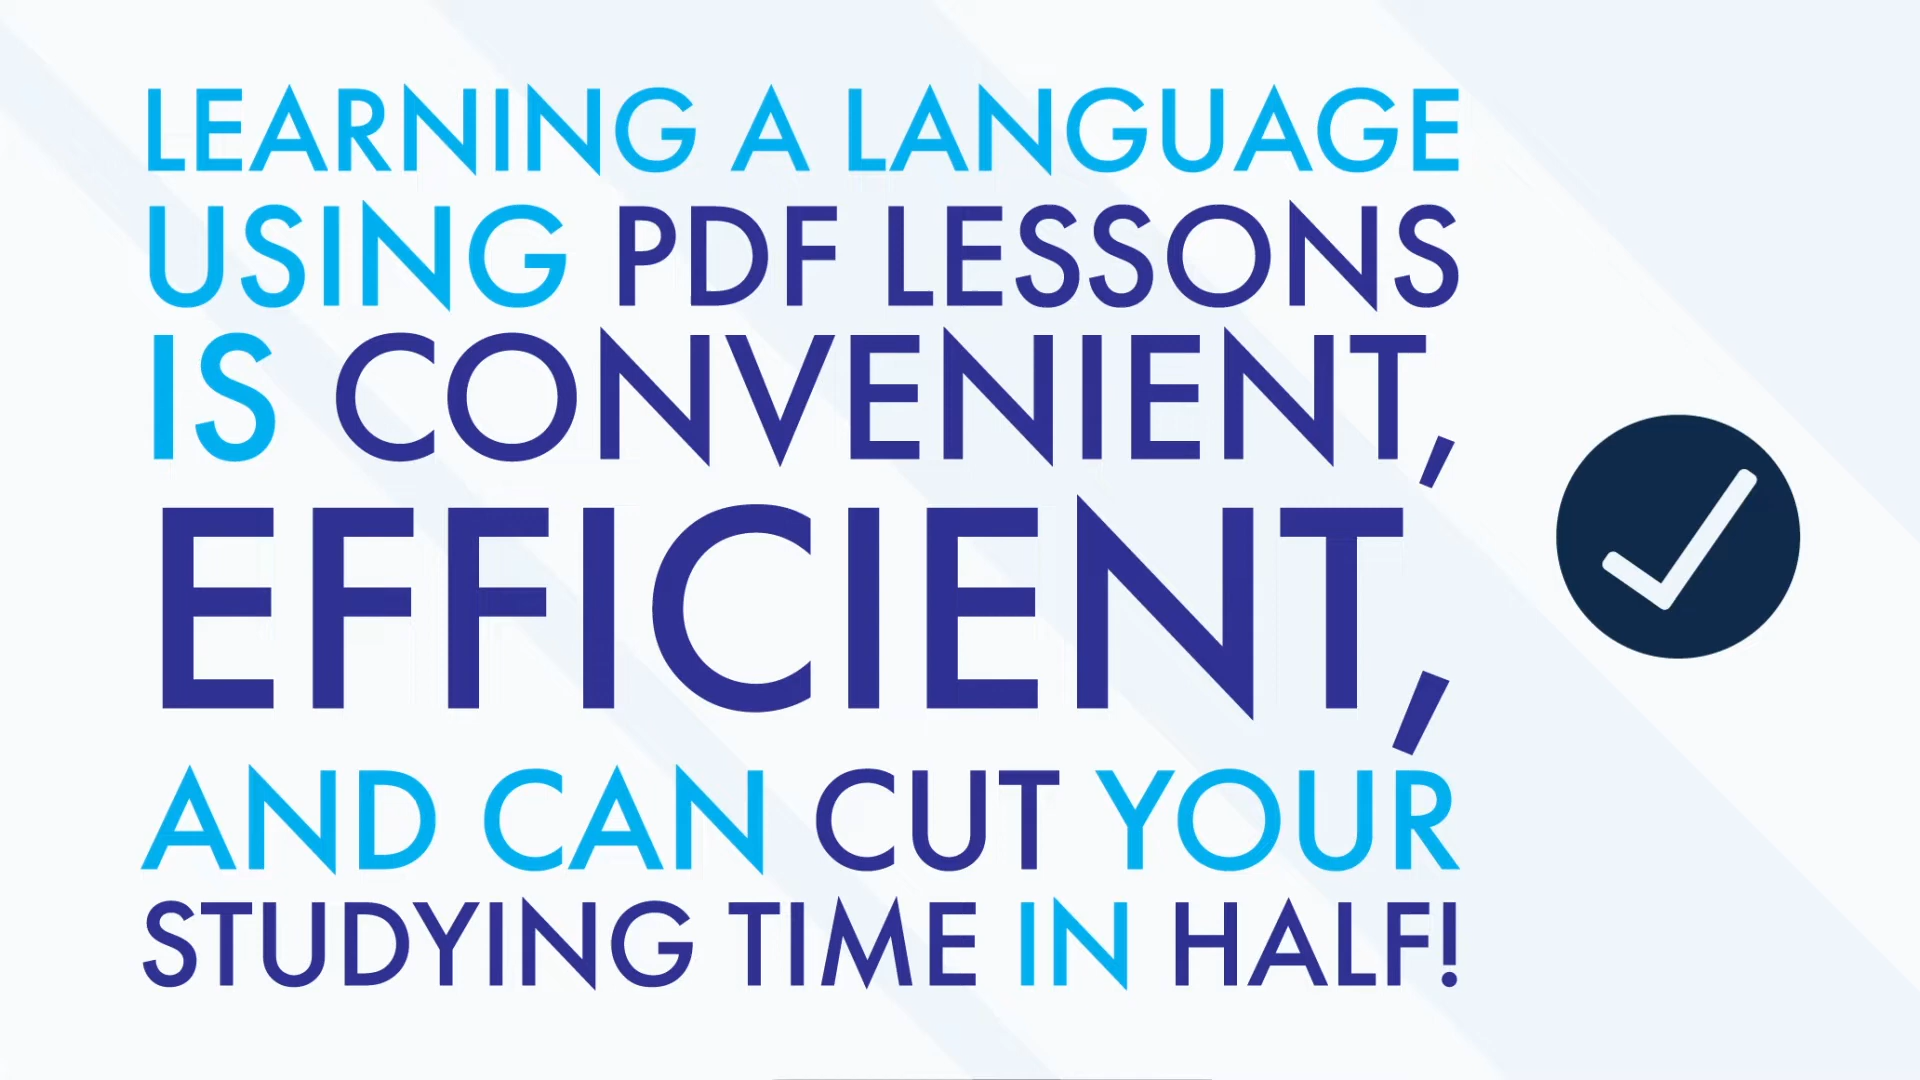 LEARNING A LANGUAGE
USING PDF LESSONS
IS CONVENIENT,
EFFICIENT,
AND CAN CUT YOUR
STUDYING TIME IN HALF!